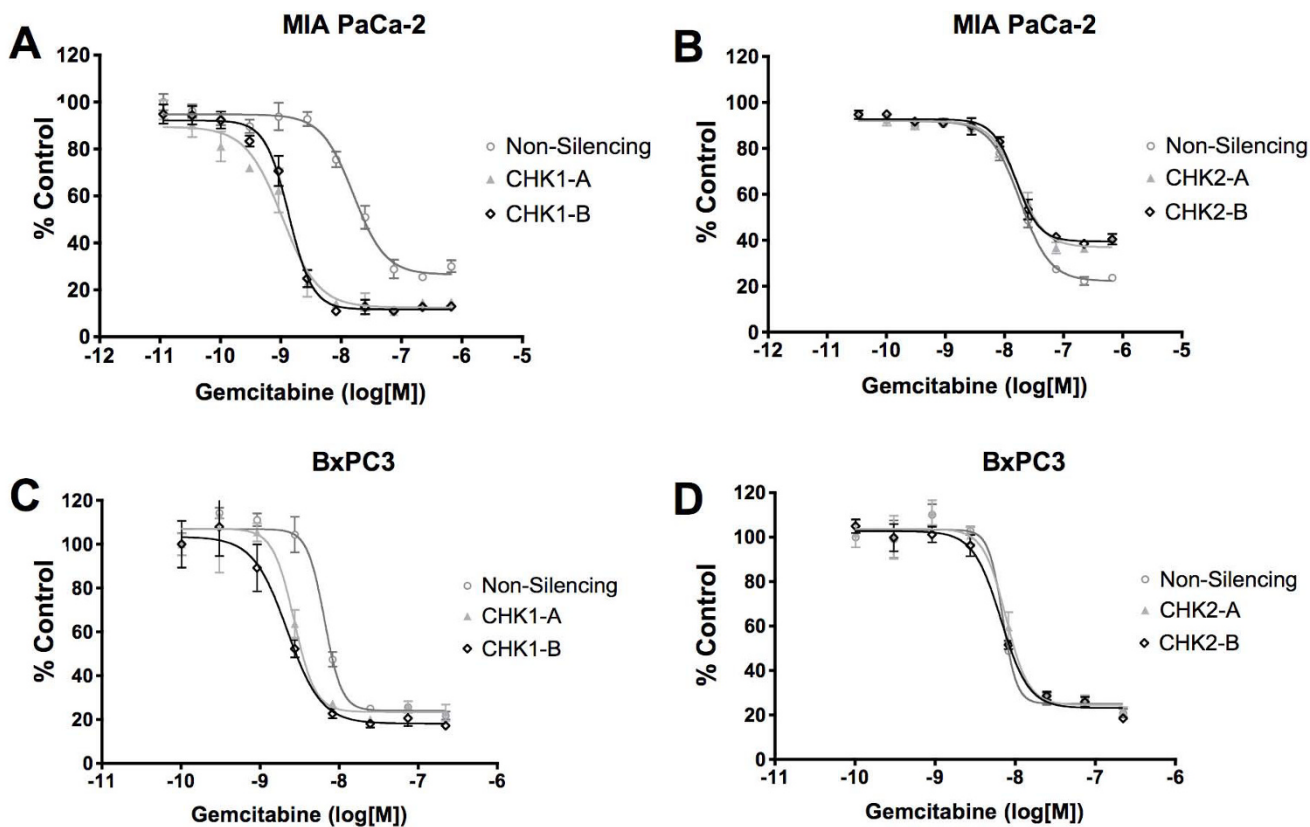 A
MIA PaCa-2
120
100
80
60
40
20
0
% Control
-12 -11 -10 -9 -8 -7 -6 -5
Gemcitabine (log[M])
Non-Silencing
CHK1-A
CHK1-B
B
MIA PaCa-2
120
100
80
60
40
20
0
% Control
-12 -11 -10 -9 -8 -7 -6 -5
Gemcitabine (log[M])
Non-Silencing
CHK2-A
CHK2-B
C
BxPC3
120
100
80
60
40
20
0
% Control
-11 -10 -9 -8 -7 -6
Gemcitabine (log[M])
Non-Silencing
CHK1-A
CHK1-B
D
BxPC3
120
100
80
60
40
20
0
% Control
-11 -10 -9 -8 -7 -6
Gemcitabine (log[M])
Non-Silencing
CHK2-A
CHK2-B